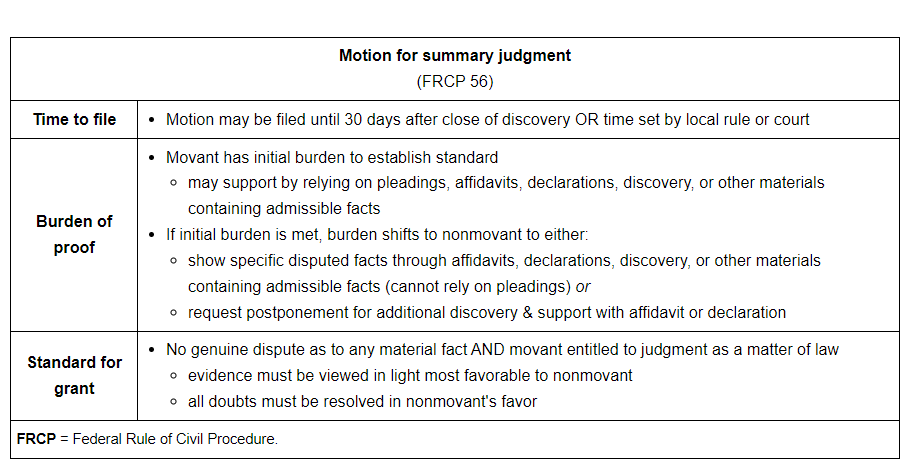 Motion for summary judgment
(FRCP 56)
Time to file
• Motion may be filed until 30 days after close of discovery OR time set by local rule or court
Burden of
proof
• Movant has initial burden to establish standard
○ may support by relying on pleadings, affidavits, declarations, discovery, or other materials
containing admissible facts
• If initial burden is met, burden shifts to nonmovant to either:
○ show specific disputed facts through affidavits, declarations, discovery, or other materials
containing admissible facts (cannot rely on pleadings) or
○ request postponement for additional discovery & support with affidavit or declaration
Standard for
grant
• No genuine dispute as to any material fact AND movant entitled to judgment as a matter of law
○ evidence must be viewed in light most favorable to nonmovant
○ all doubts must be resolved in nonmovant's favor
FRCP = Federal Rule of Civil Procedure.